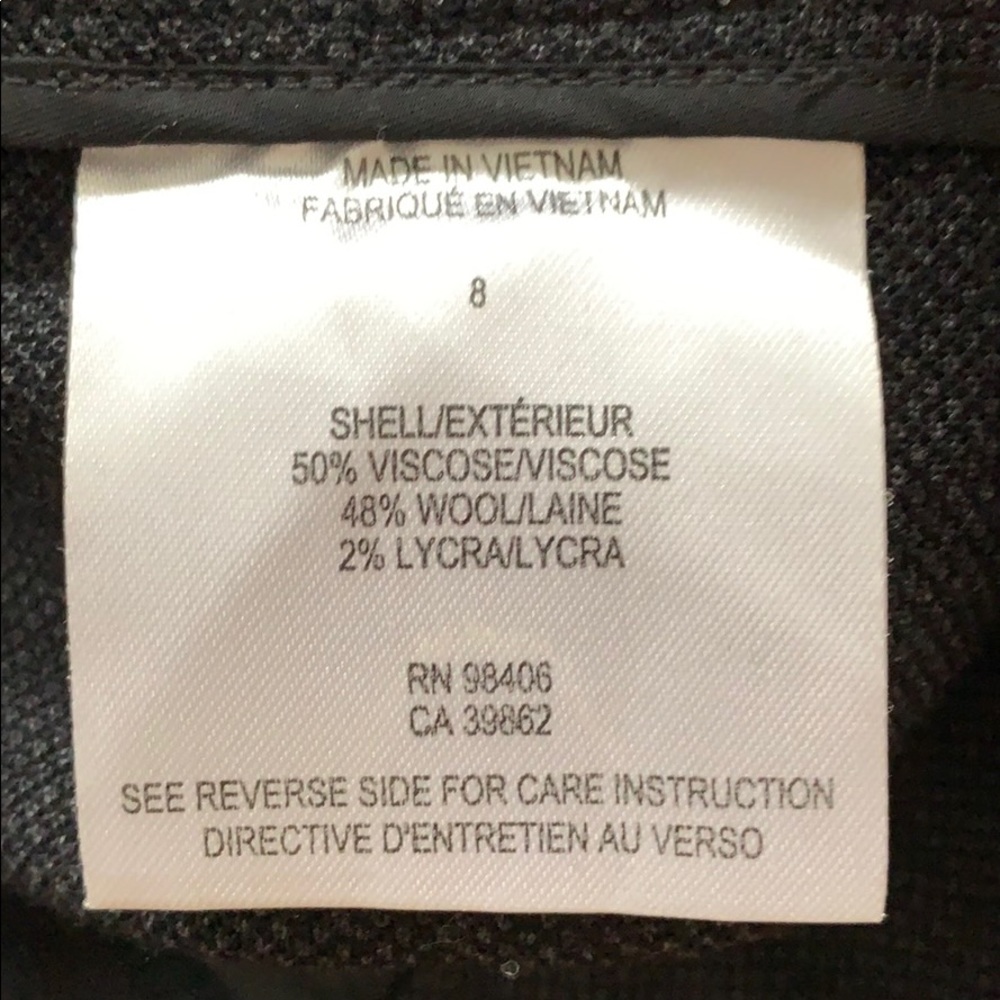 MADE IN VIETNAM
FABRIQUÉ EN VIETNAM
8
SHELL/EXTÉRIEUR
50% VISCOSE/VISCOSE
48% WOOL/LAINE
2% LYCRA/LYCRA
RN 98406
CA 39862
SEE REVERSE SIDE FOR CARE INSTRUCTION
DIRECTIVE D'ENTRETIEN AU VERSO